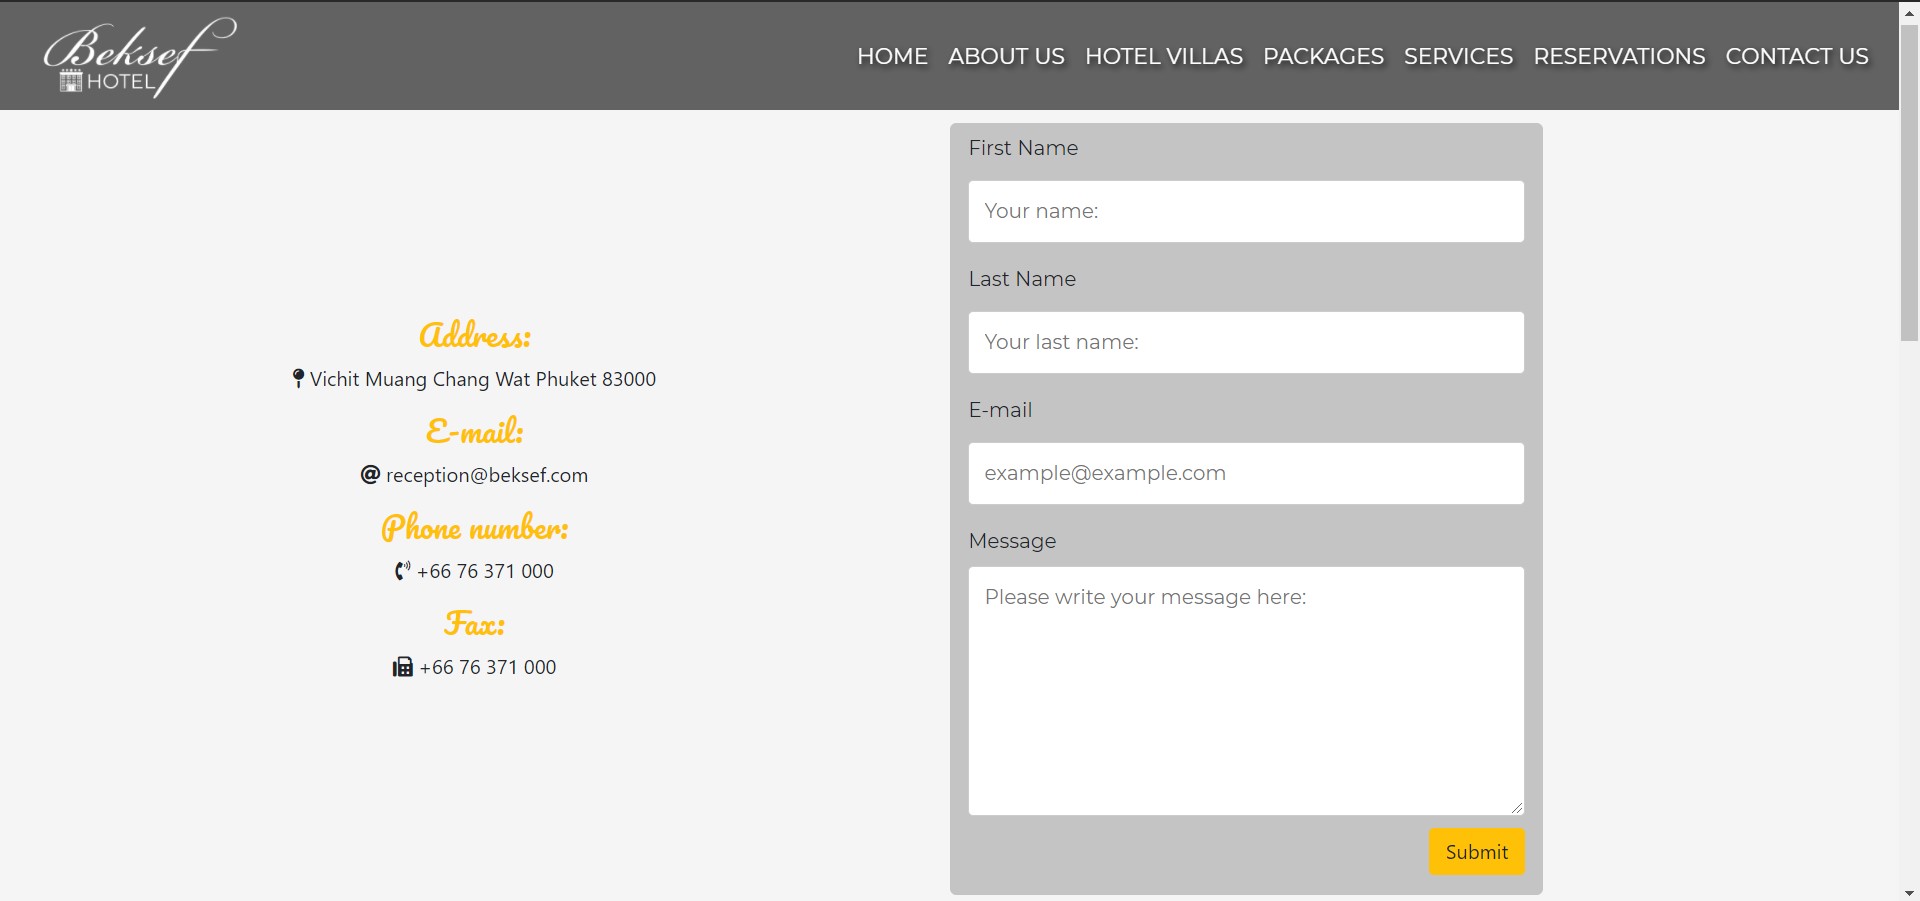 Beksef
HOTEL
HOME ABOUT US HOTEL VILLAS PACKAGES SERVICES RESERVATIONS CONTACT US
Address:
Vichit Muang Chang Wat Phuket 83000
E-mail:
@ reception@beksef.com
Phone number:
+66 76 371 000
Fax:
+66 76 371 000
First Name
Your name:
Last Name
Your last name:
E-mail
example@example.com
Message
Please write your message here:
Submit